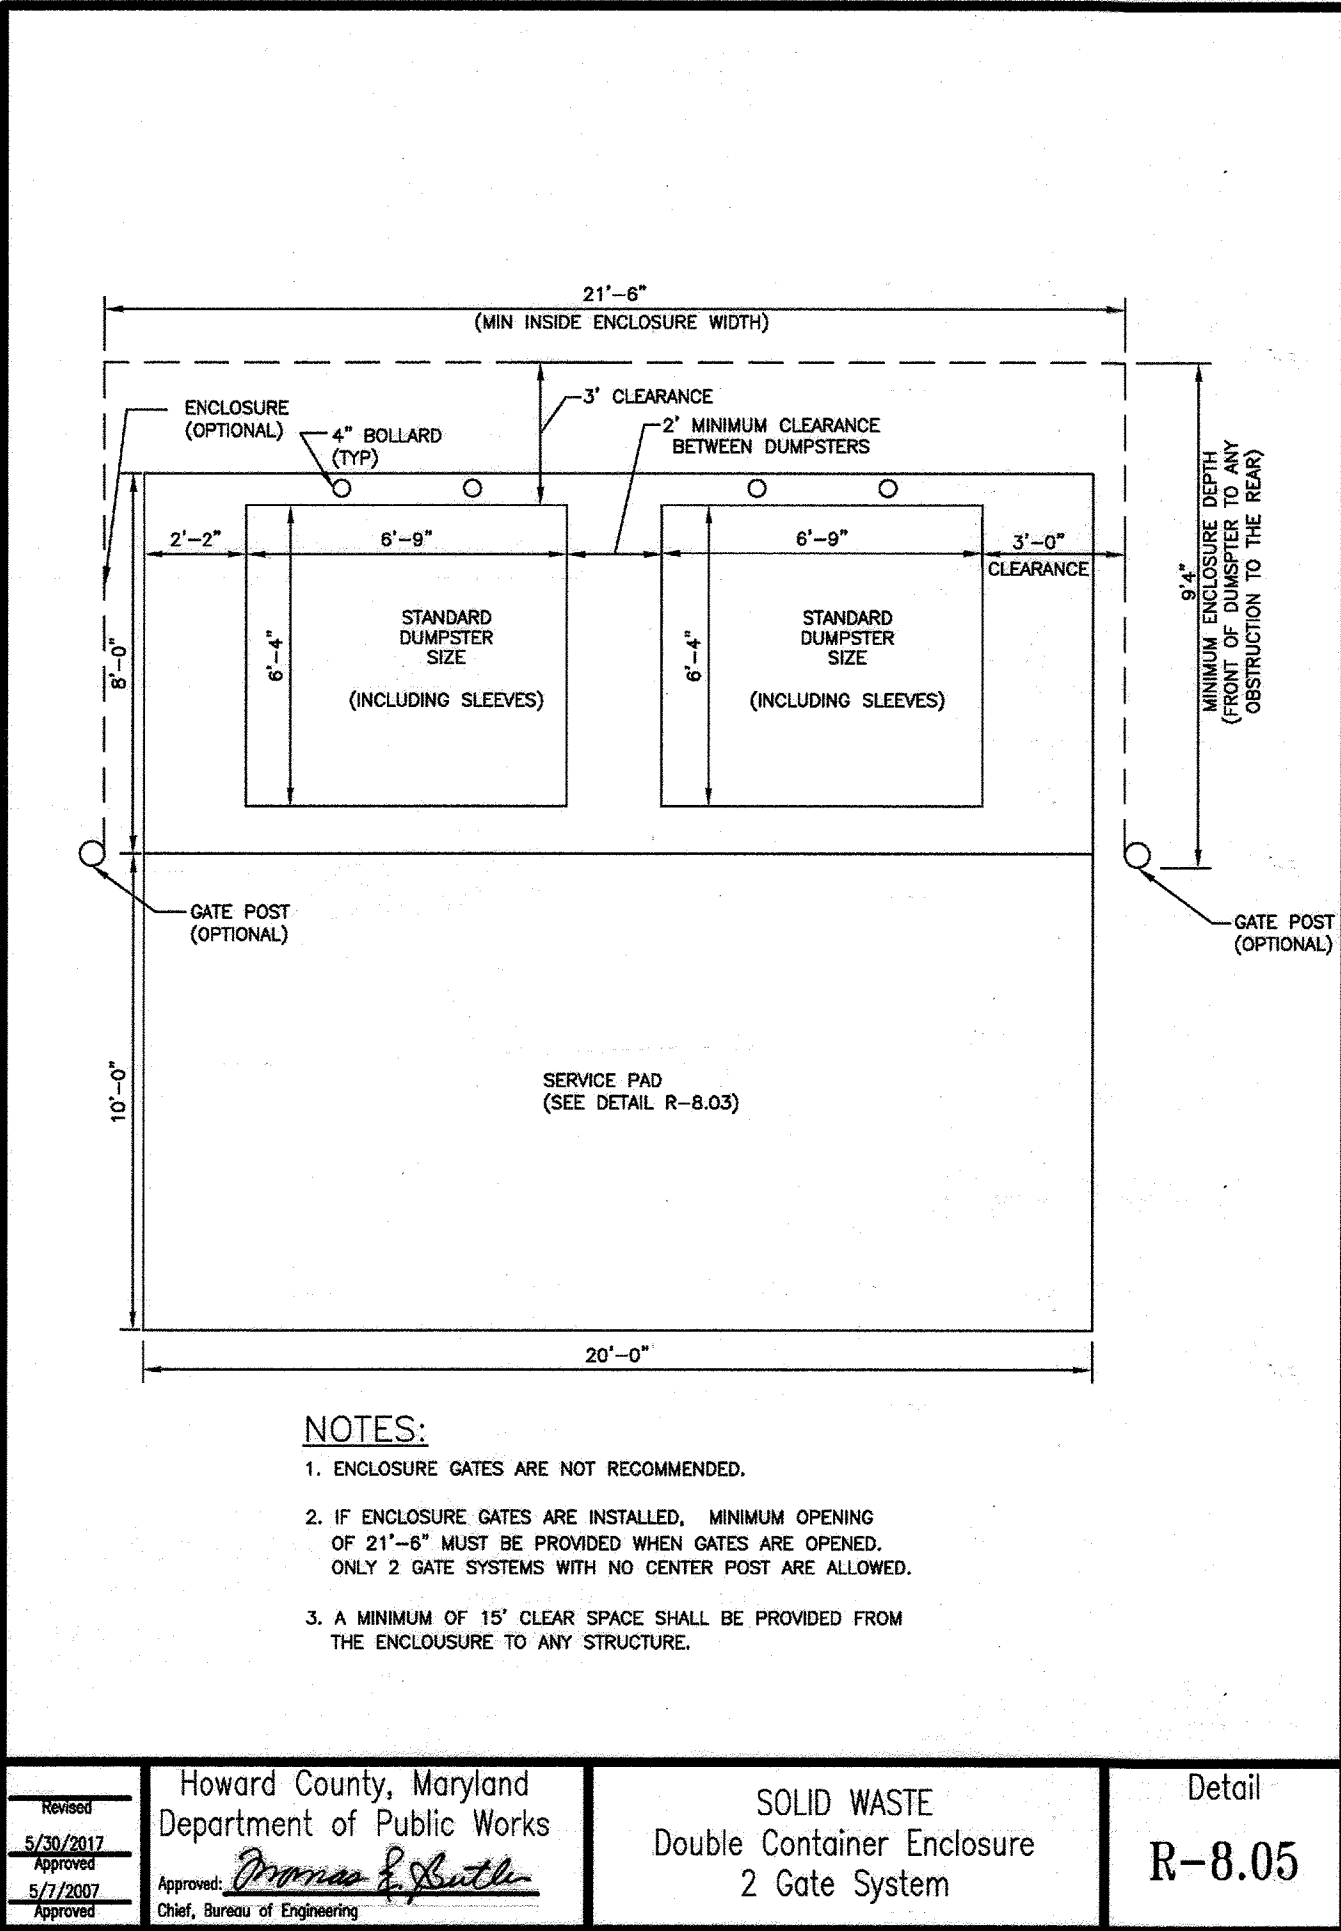 21'-6"
(MIN INSIDE ENCLOSURE WIDTH)
ENCLOSURE
(OPTIONAL)
4" BOLLARD
(TYP)
3' CLEARANCE
2' MINIMUM CLEARANCE
BETWEEN DUMPSTERS
2'-2"
6'-9"
6'-9"
3'-0"
CLEARANCE
9'4"
MINIMUM ENCLOSURE DEPTH
(FRONT OF DUMSPTER TO ANY
OBSTRUCTION TO THE REAR)
8'-0"
6'-4"
STANDARD
DUMPSTER
SIZE
(INCLUDING SLEEVES)
6'-4"
STANDARD
DUMPSTER
SIZE
(INCLUDING SLEEVES)
GATE POST
(OPTIONAL)
GATE POST
(OPTIONAL)
10'-0"
SERVICE PAD
(SEE DETAIL R-8.03)
20'-0"
NOTES:
1. ENCLOSURE GATES ARE NOT RECOMMENDED.
2. IF ENCLOSURE GATES ARE INSTALLED, MINIMUM OPENING
OF 21'-6" MUST BE PROVIDED WHEN GATES ARE OPENED.
ONLY 2 GATE SYSTEMS WITH NO CENTER POST ARE ALLOWED.
3. A MINIMUM OF 15' CLEAR SPACE SHALL BE PROVIDED FROM
THE ENCLOUSURE TO ANY STRUCTURE.
Revised
5/30/2017
Approved
5/7/2007
Approved
Howard County, Maryland
Department of Public Works
Approved: Thomas E. Butler
Chief, Bureau of Engineering
SOLID WASTE
Double Container Enclosure
2 Gate System
Detail
R-8.05